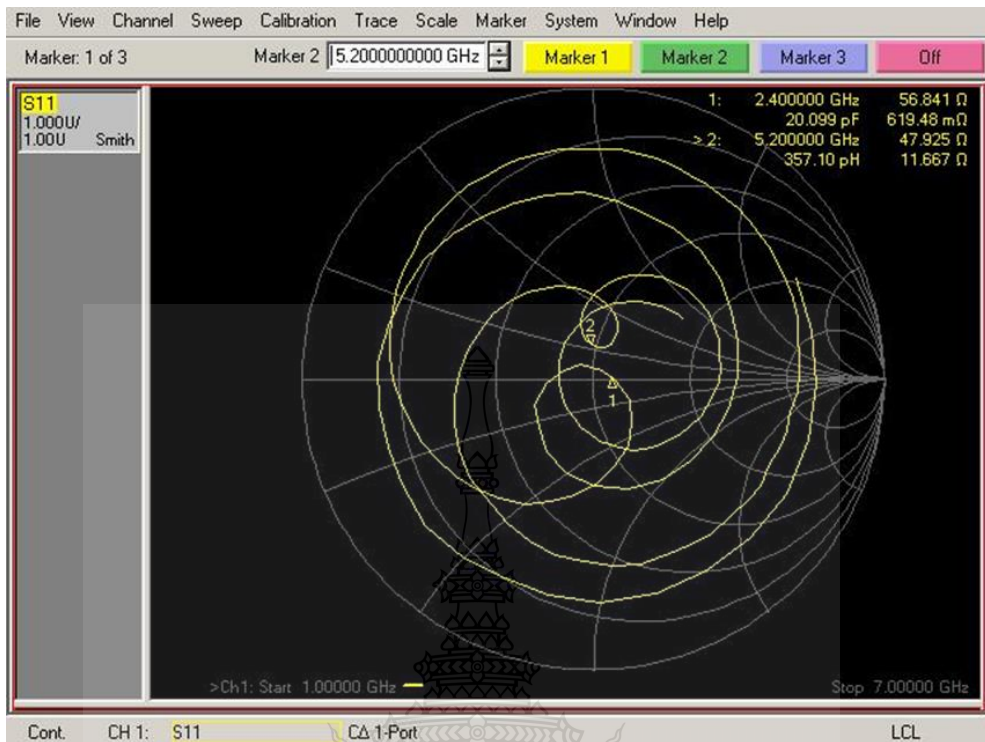 File View Channel Sweep Calibration Trace Scale Marker System Window Help
Marker: 1 of 3 Marker 2 5.2000000000 GHz Marker 1 Marker 2 Marker 3 Off
S11
1.000U/
1.00U Smith
1: 2.400000 GHz 56.841 Ω
20.099 pF 619.48 mΩ
> 2: 5.200000 GHz 47.925 Ω
357.10 pH 11.667 Ω
2
1
>Ch1: Start 1.00000 GHz Stop 7.00000 GHz
Cont. CH 1: S11 CΔ 1-Port LCL